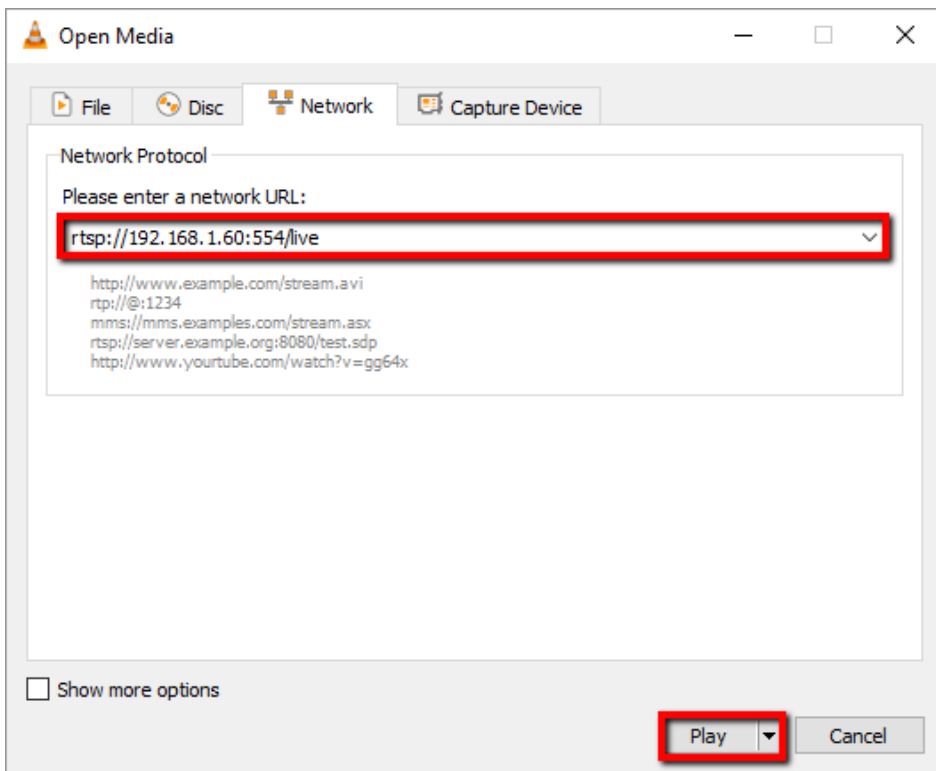 Open Media
File Disc Network Capture Device
Network Protocol
Please enter a network URL:
rtsp://192.168.1.60:554/live
http://www.example.com/stream.avi
rtp://@:1234
mms://mms.examples.com/stream.asx
rtsp://server.example.org:8080/test.sdp
http://www.yourtube.com/watch?v=gg64x
Show more options
Play Cancel